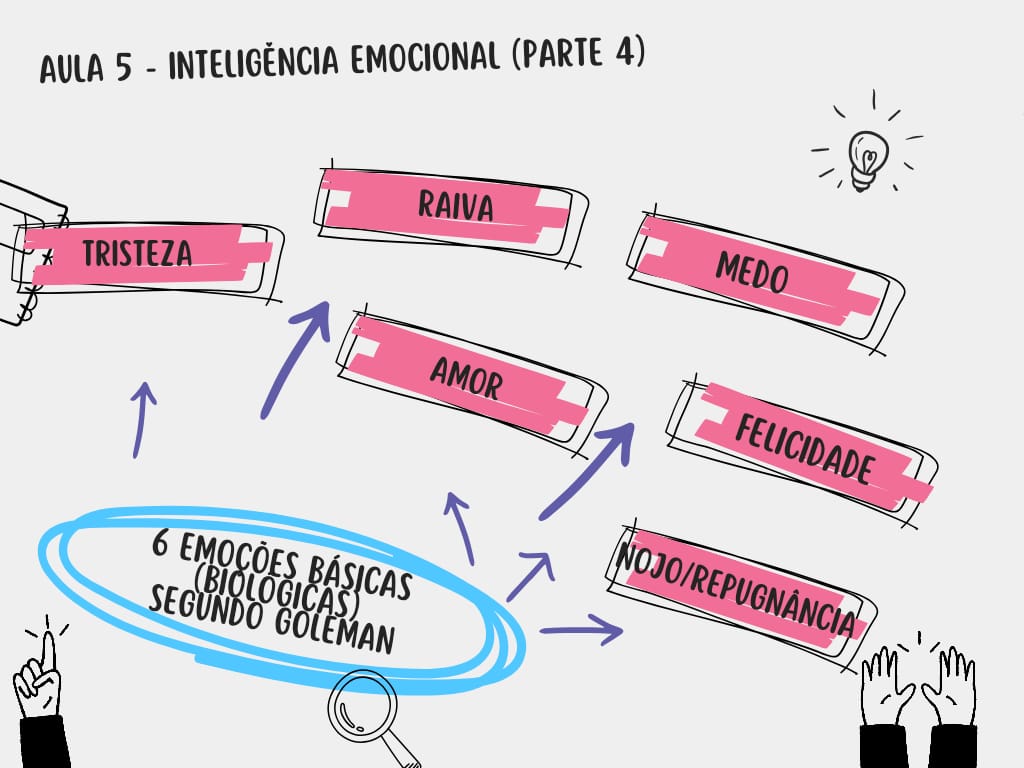 AULA 5 - INTELIGÊNCIA EMOCIONAL (PARTE 4)
RAIVA
TRISTEZA
MEDO
AMOR
FELICIDADE
NOJO/REPUGNÂNCIA
6 EMOÇÕES BÁSICAS
(BIOLÓGICAS)
SEGUNDO GOLEMAN